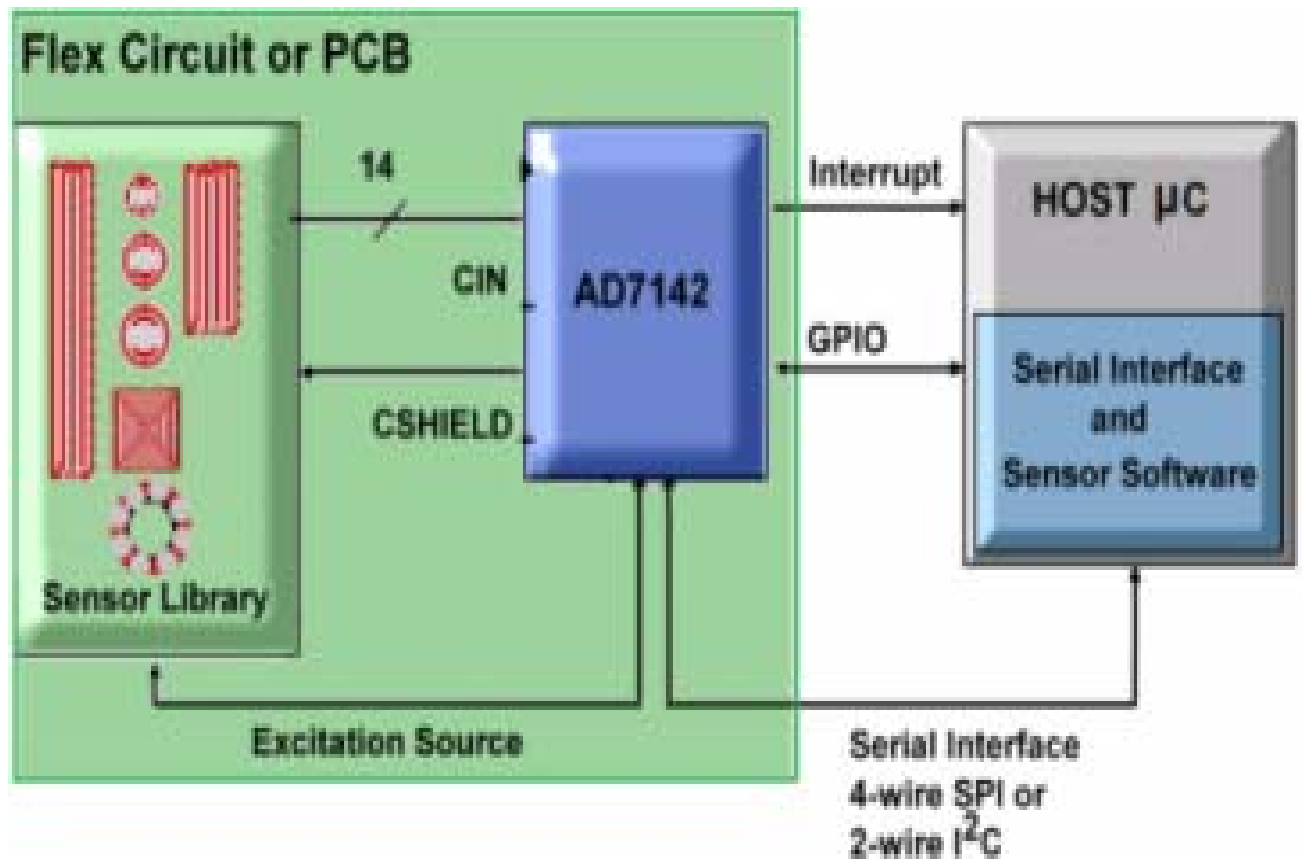 Flex Circuit or PCB
14
CIN
CSHIELD
AD7142
Interrupt
GPIO
HOST µC
Serial Interface
and
Sensor Software
Sensor Library
Excitation Source
Serial Interface
4-wire SPI or
2-wire I²C